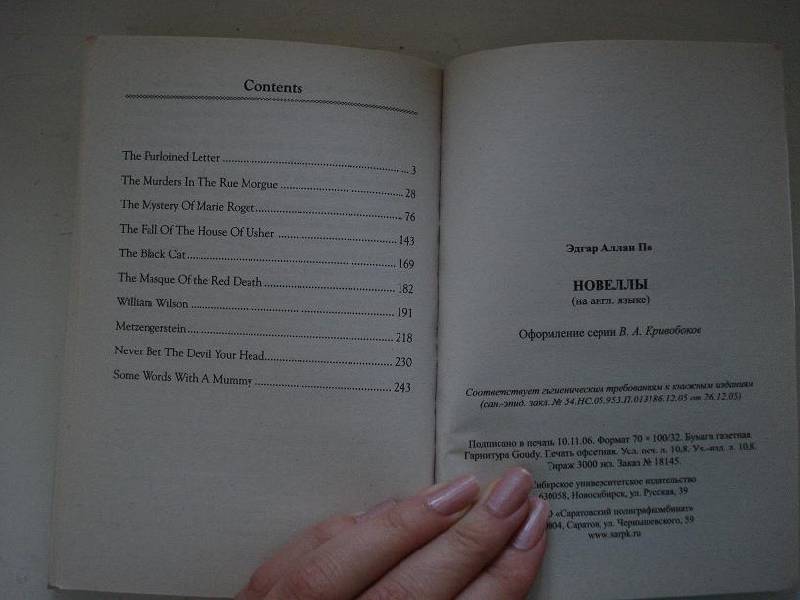 Contents
The Purloined Letter 3
The Murders In The Rue Morgue 28
The Mystery Of Marie Roget 76
The Fall Of The House Of Usher 143
The Black Cat 169
The Masque Of the Red Death 182
William Wilson 191
Metzengerstein 218
Never Bet The Devil Your Head 230
Some Words With A Mummy 243
Эдгар Аллан По
НОВЕЛЛЫ
(на англ. языке)
Оформление серии В. А. Кривобоков
Соответствует гигиеническим требованиям к книжным изданиям
(сан.-эпид. закл. № 54.НС.05.953.П.013186.12.05 от 26.12.05)
Подписано в печать 10.11.06. Формат 70 × 100/32. Бумага газетная
Гарнитура Goudy. Печать офсетная. Усл. печ. л. 10,8. Уч.-изд. л. 10,8.
Тираж 3000 экз. Заказ № 18145.
Сибирское университетское издательство
630058, Новосибирск, ул. Русская, 39
«Саратовский полиграфкомбинат»
Саратов, ул. Чернышевского, 59
www.sarpk.ru